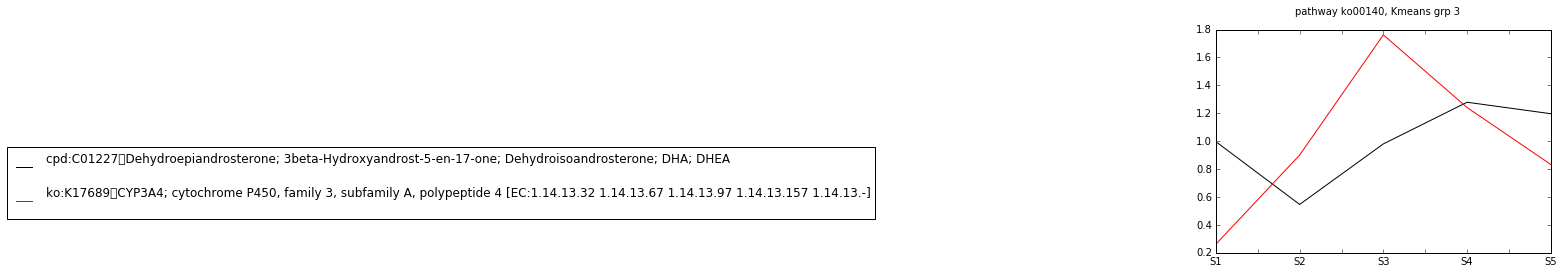 pathway ko00140, Kmeans grp 3
cpd:C01227▯Dehydroepiandrosterone; 3beta-Hydroxyandrost-5-en-17-one; Dehydroisoandrosterone; DHA; DHEA
ko:K17689▯CYP3A4; cytochrome P450, family 3, subfamily A, polypeptide 4 [EC:1.14.13.32 1.14.13.67 1.14.13.97 1.14.13.157 1.14.13.-]
1.8
1.6
1.4
1.2
1.0
0.8
0.6
0.4
0.2
S1 S2 S3 S4 S5